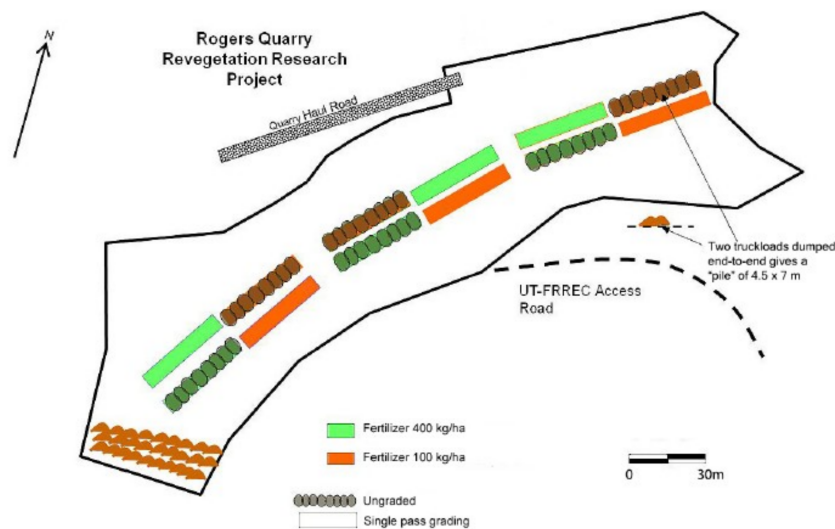 N
Rogers Quarry
Revegetation Research
Project
Quarry Haul Road
Two truckloads dumped
end-to-end gives a
"pile" of 4.5 x 7 m
UT-FRREC Access
Road
Fertilizer 400 kg/ha
Fertilizer 100 kg/ha
Ungraded
Single pass grading
0 30m